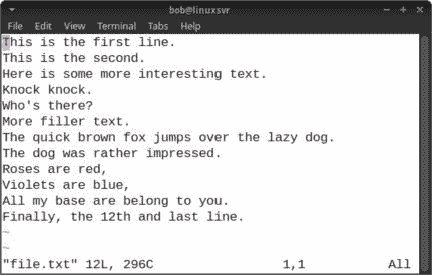 bob@linuxsvr
File Edit View Terminal Tabs Help
This is the first line.
This is the second.
Here is some more interesting text.
Knock knock.
Who's there?
More filler text.
The quick brown fox jumps over the lazy dog.
The dog was rather impressed.
Roses are red,
Violets are blue,
All my base are belong to you.
Finally, the 12th and last line.
~
~
"file.txt" 12L, 296C 1,1 All